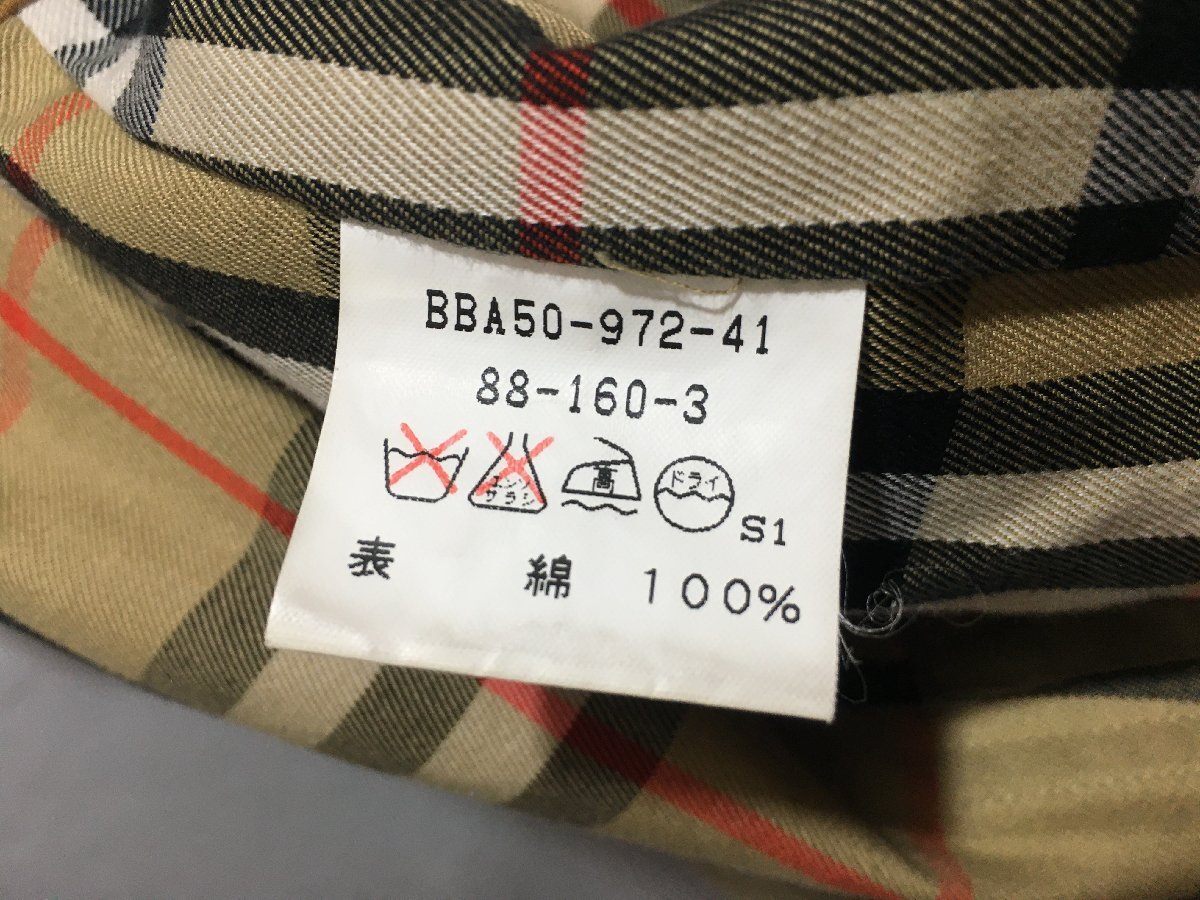 BBA50-972-41
88-160-3
エンソ サラシ 高 ドライ S1
表 綿 100%